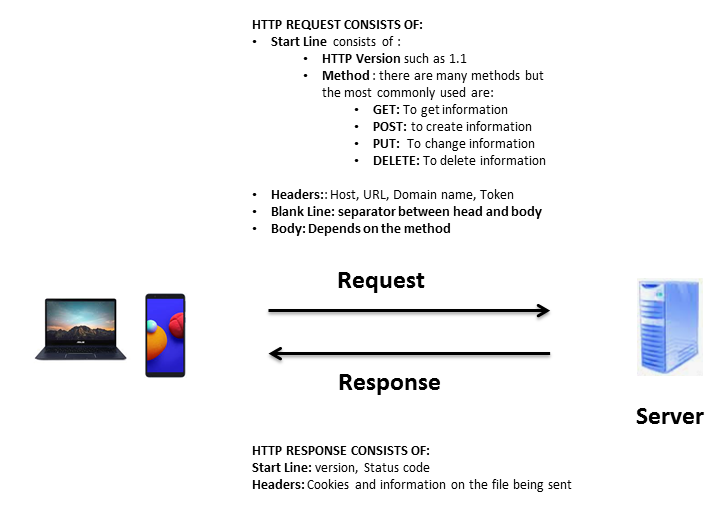 HTTP REQUEST CONSISTS OF:
• Start Line consists of :
• HTTP Version such as 1.1
• Method : there are many methods but
the most commonly used are:
• GET: To get information
• POST: to create information
• PUT: To change information
• DELETE: To delete information
• Headers:: Host, URL, Domain name, Token
• Blank Line: separator between head and body
• Body: Depends on the method
Request
Response
Server
HTTP RESPONSE CONSISTS OF:
Start Line: version, Status code
Headers: Cookies and information on the file being sent